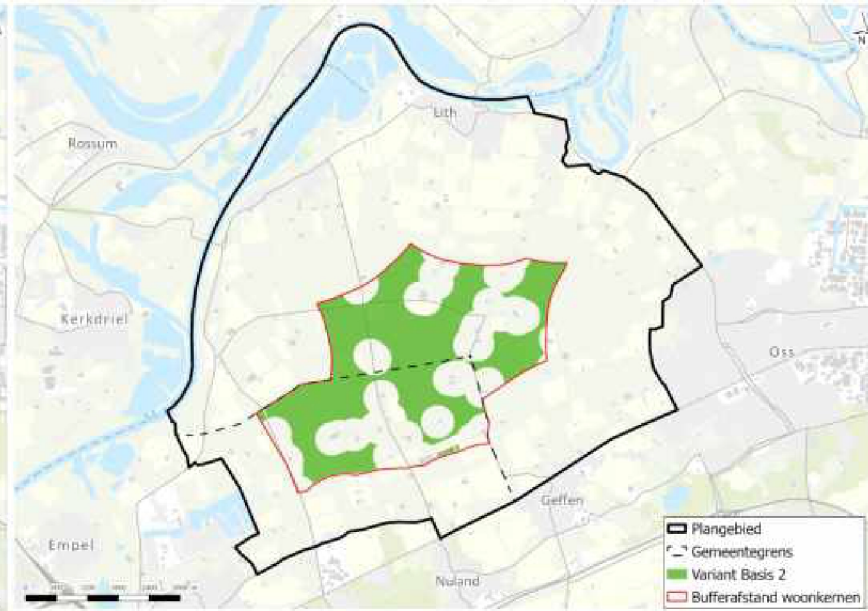 N
Lith
Rossum
Kerkdriel
Oss
Geffen
Empel
Nuland
Plangebied
Gemeentegrens
Variant Basis 2
Bufferafstand woonkernen